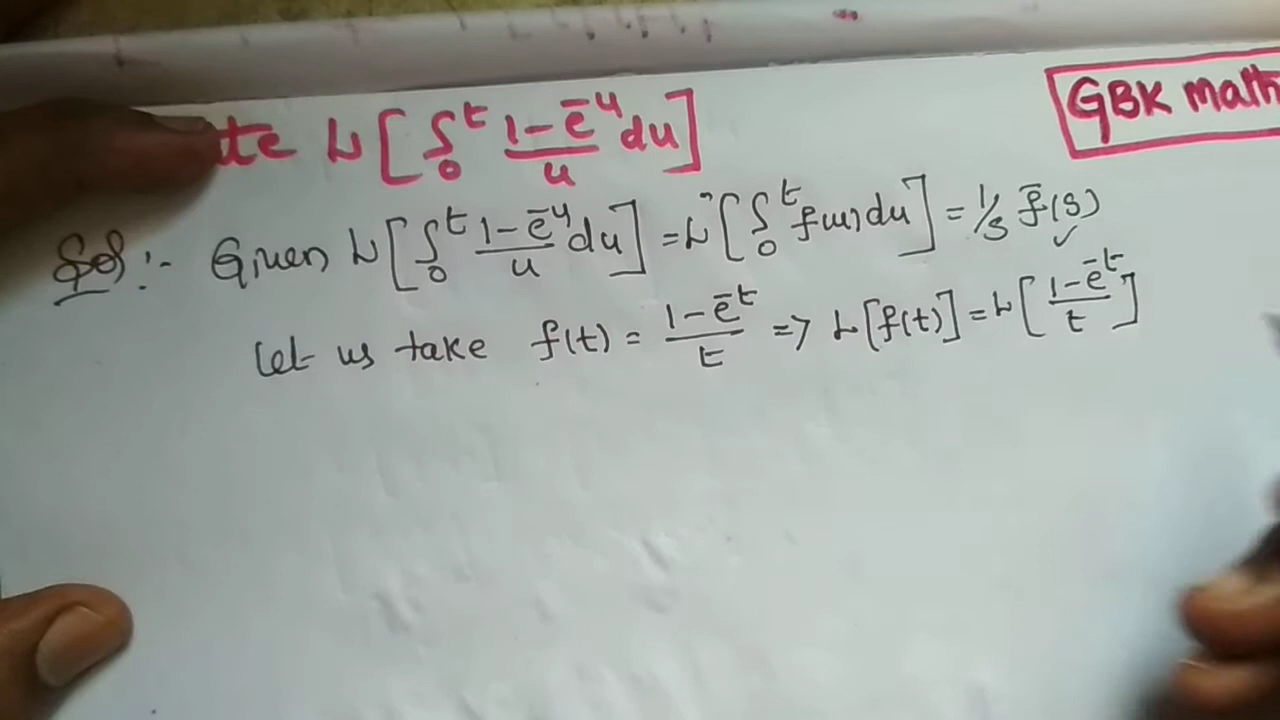 te L[∫₀ᵗ (1-e⁻ᵘ)/u du]
GBK math
Sol:- Given L[∫₀ᵗ (1-e⁻ᵘ)/u du] = L[∫₀ᵗ f(u)du] = 1/s f̄(s)
Let us take f(t) = (1-e⁻ᵗ)/t => L[f(t)] = L[(1-e⁻ᵗ)/t]